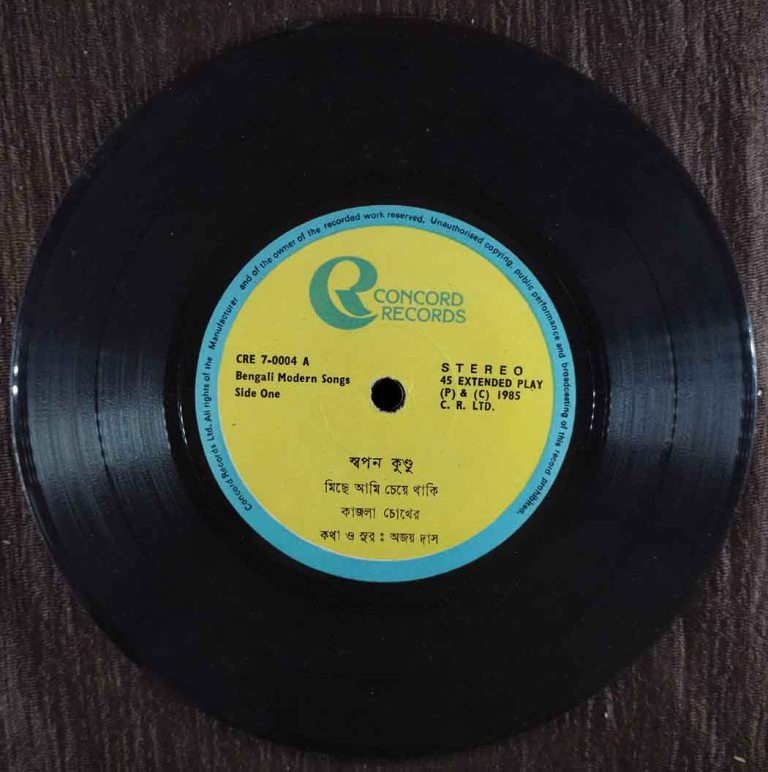 Concord Records Ltd. All rights of the Manufacturer and of the owner of the recorded work reserved. Unauthorised copying, public performance and broadcasting of this record prohibited.
CONCORD
RECORDS
CRE 7-0004 A
Bengali Modern Songs
Side One
STEREO
45 EXTENDED PLAY
(P) & (C) 1985
C. R. LTD.
স্বপন কুণ্ডু
মিছে আমি চেয়ে থাকি
কাজলা চোখের
কথা ও সুর : অজয় দাস